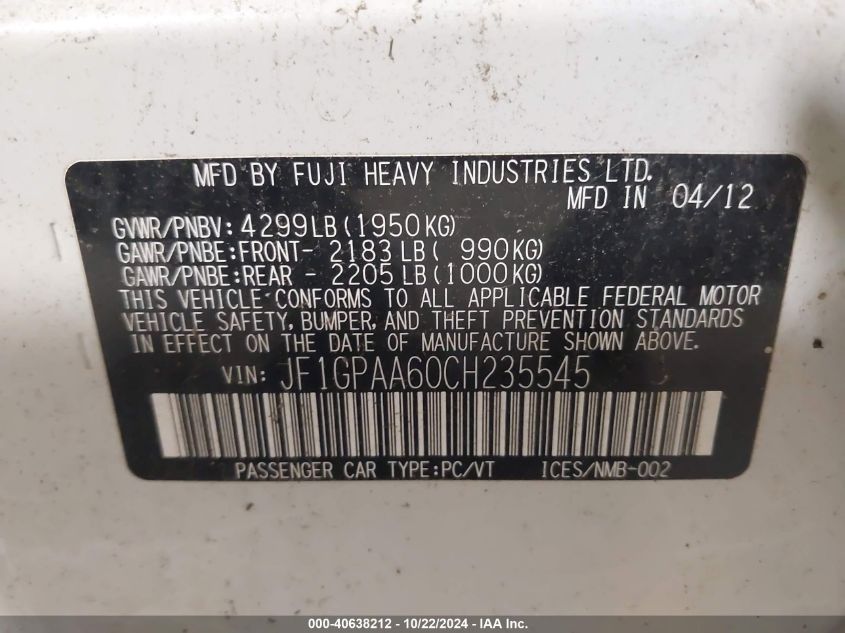 MFD BY FUJI HEAVY INDUSTRIES LTD.
MFD IN 04/12
GVWR/PNBV: 4299LB (1950KG)
GAWR/PNBE: FRONT- 2183 LB ( 990KG)
GAWR/PNBE: REAR - 2205 LB (1000KG)
THIS VEHICLE CONFORMS TO ALL APPLICABLE FEDERAL MOTOR
VEHICLE SAFETY, BUMPER, AND THEFT PREVENTION STANDARDS
IN EFFECT ON THE DATE OF MANUFACTURE SHOWN ABOVE.
VIN: JF1GPAA60CH235545
PASSENGER CAR TYPE: PC/VT ICES/NMB-002
000-40638212 - 10/22/2024 - IAA Inc.